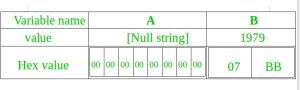 Variable name A B
value [Null string] 1979
Hex value 00 00 00 00 00 00 00 00 07 BB